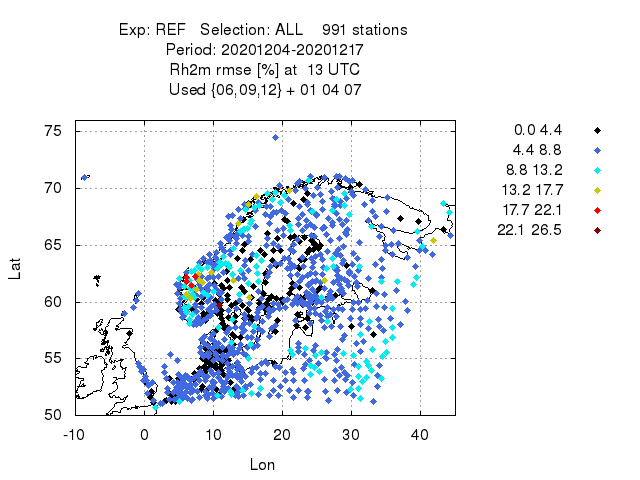 Exp: REF   Selection: ALL    991 stations
Period: 20201204-20201217
Rh2m rmse [%] at  13 UTC
Used {06,09,12} + 01 04 07
75
70
65
60
55
50
Lat
-10 0 10 20 30 40
Lon
0.0 4.4
4.4 8.8
8.8 13.2
13.2 17.7
17.7 22.1
22.1 26.5